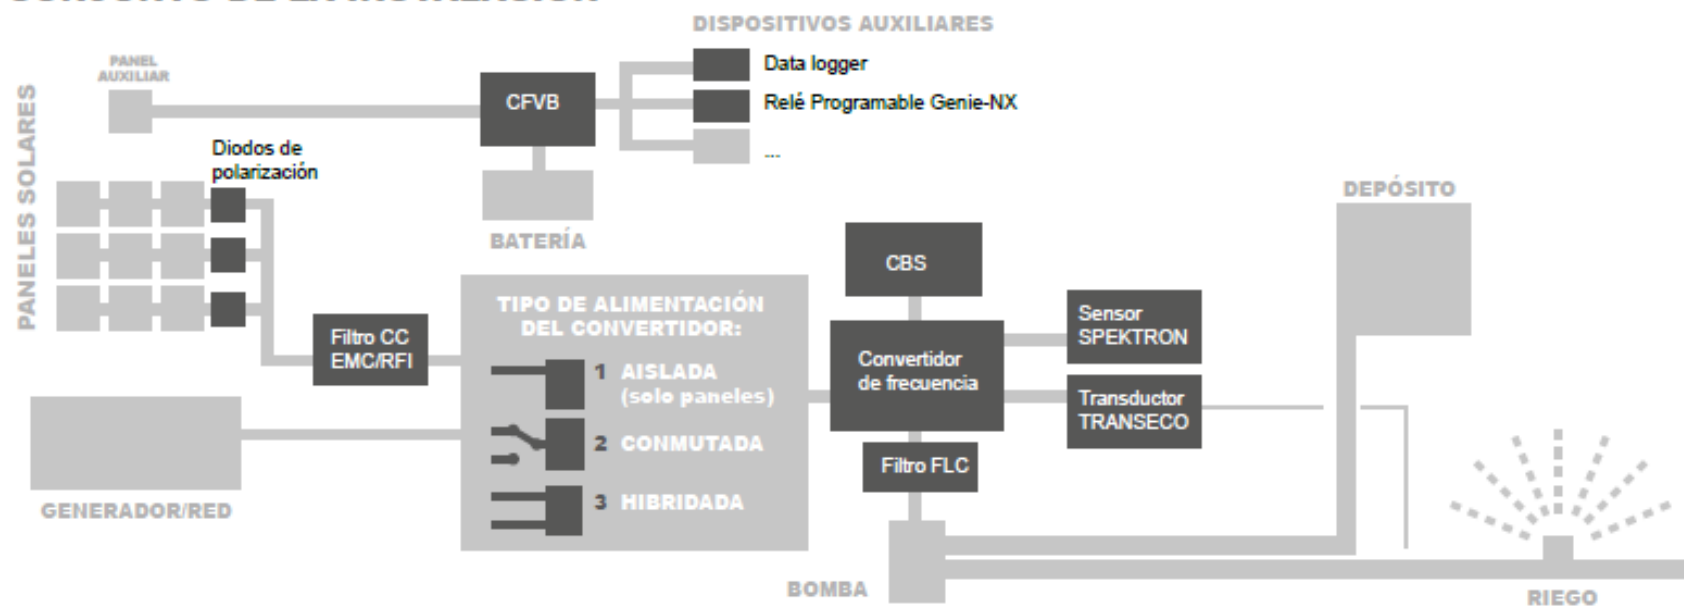 DISPOSITIVOS AUXILIARES
PANEL
AUXILIAR
CFVB
Data logger
Relé Programable Genie-NX
...
PANELES SOLARES
Diodos de
polarización
BATERÍA
DEPÓSITO
CBS
TIPO DE ALIMENTACIÓN
DEL CONVERTIDOR:
Filtro CC
EMC/RFI
1 AISLADA
(solo paneles)
2 CONMUTADA
3 HIBRIDADA
Convertidor
de frecuencia
Sensor
SPEKTRON
Transductor
TRANSECO
Filtro FLC
GENERADOR/RED
BOMBA
RIEGO